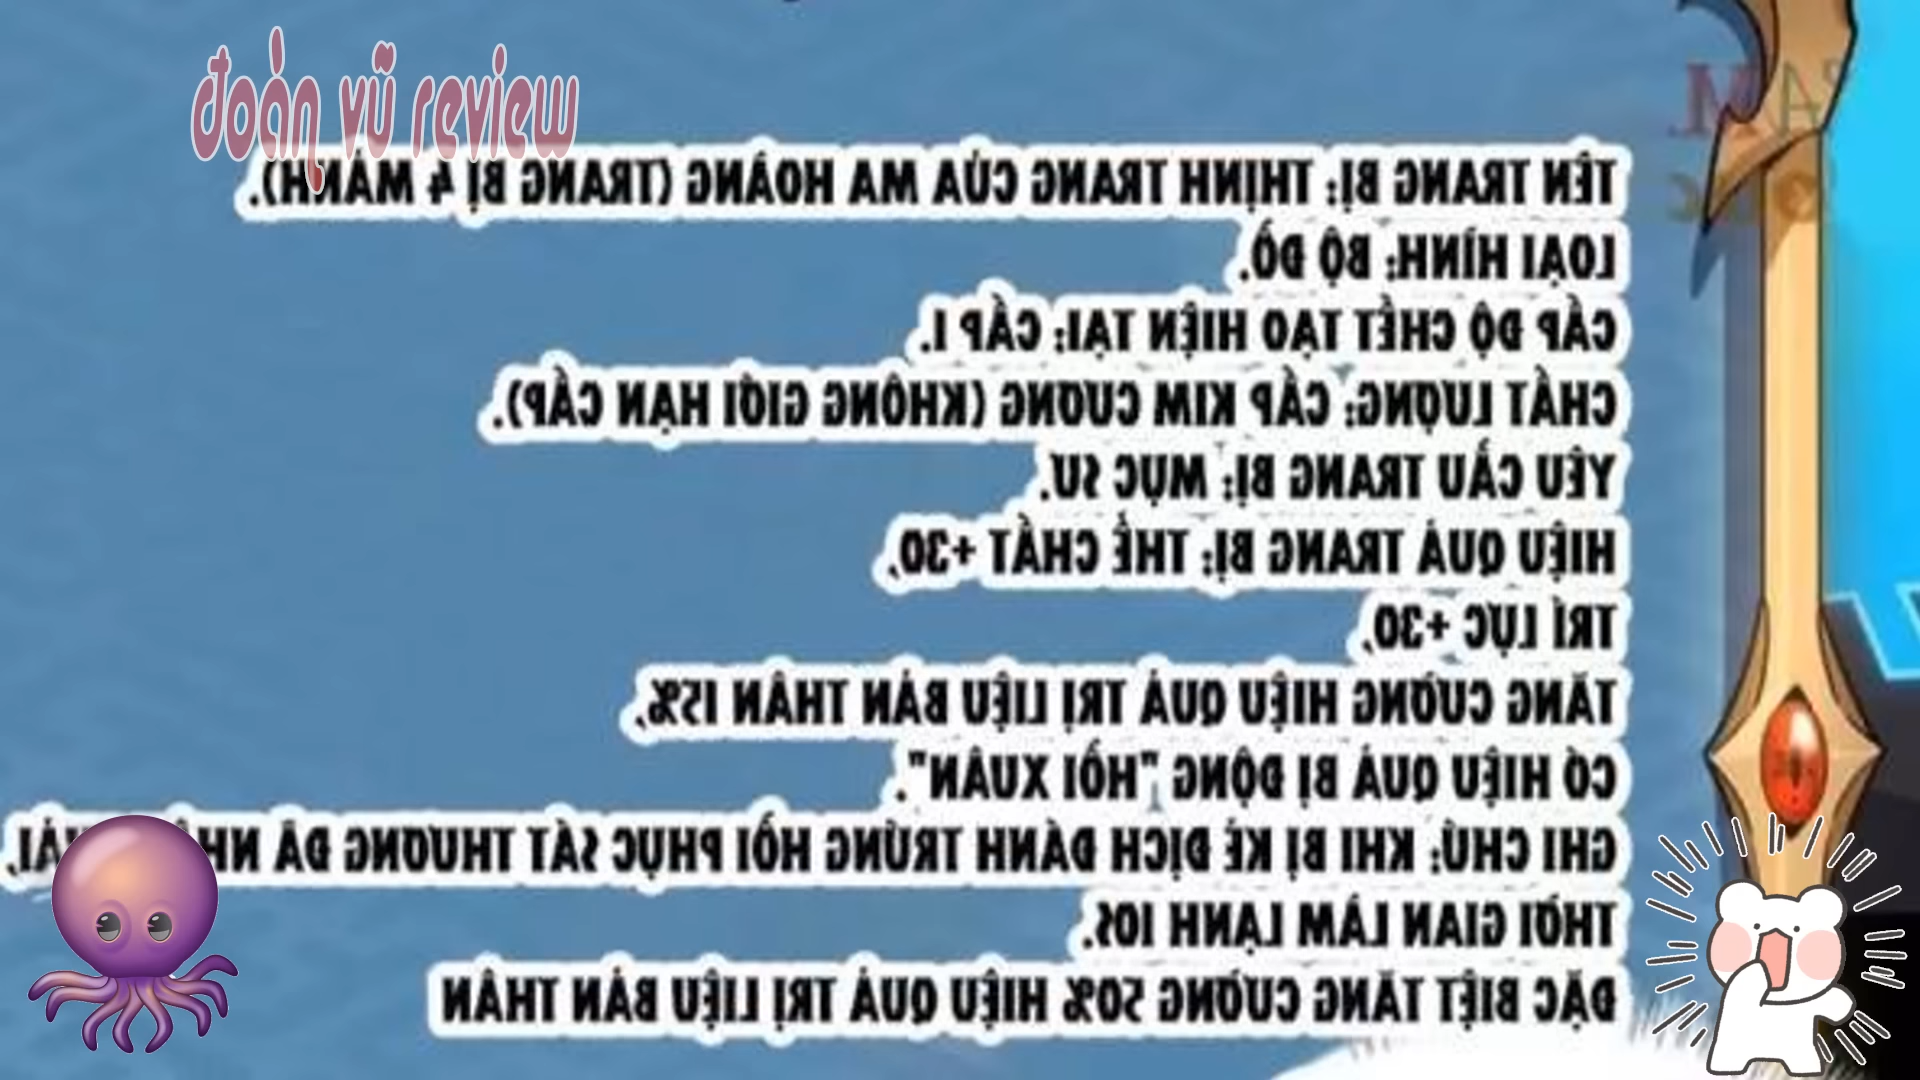 đoản vũ review
TÊN TRANG BỊ: THỊNH TRANG CỦA MA HOÀNG (TRANG BỊ 4 MẢNH).
LOẠI HÌNH: BỘ ĐỒ.
CẤP ĐỘ CHẾT TẠO HIỆN TẠI: CẤP 1.
CHẤT LƯỢNG: CẤP KIM CƯƠNG (KHÔNG GIỚI HẠN CẤP).
YÊU CẦU TRANG BỊ: MỤC SƯ.
HIỆU QUẢ TRANG BỊ: THỂ CHẤT +30,
TRÍ LỰC +30,
TĂNG CƯỜNG HIỆU QUẢ TRỊ LIỆU BẢN THÂN 15%,
CÓ HIỆU QUẢ BỊ ĐỘNG "HỒI XUÂN".
GHI CHÚ: KHI BỊ KẺ ĐỊCH ĐÁNH TRÚNG HỒI PHỤC SÁT THƯƠNG ĐÃ
THỜI GIAN LÀM LẠNH 10S.
ĐẶC BIỆT TĂNG CƯỜNG 50% HIỆU QUẢ TRỊ LIỆU BẢN THÂN